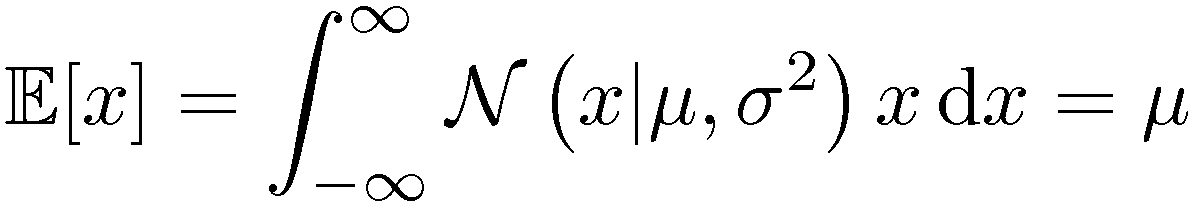 𝔼[x] = ∫_{-∞}^{∞} 𝒩(x|μ, σ²) x dx = μ